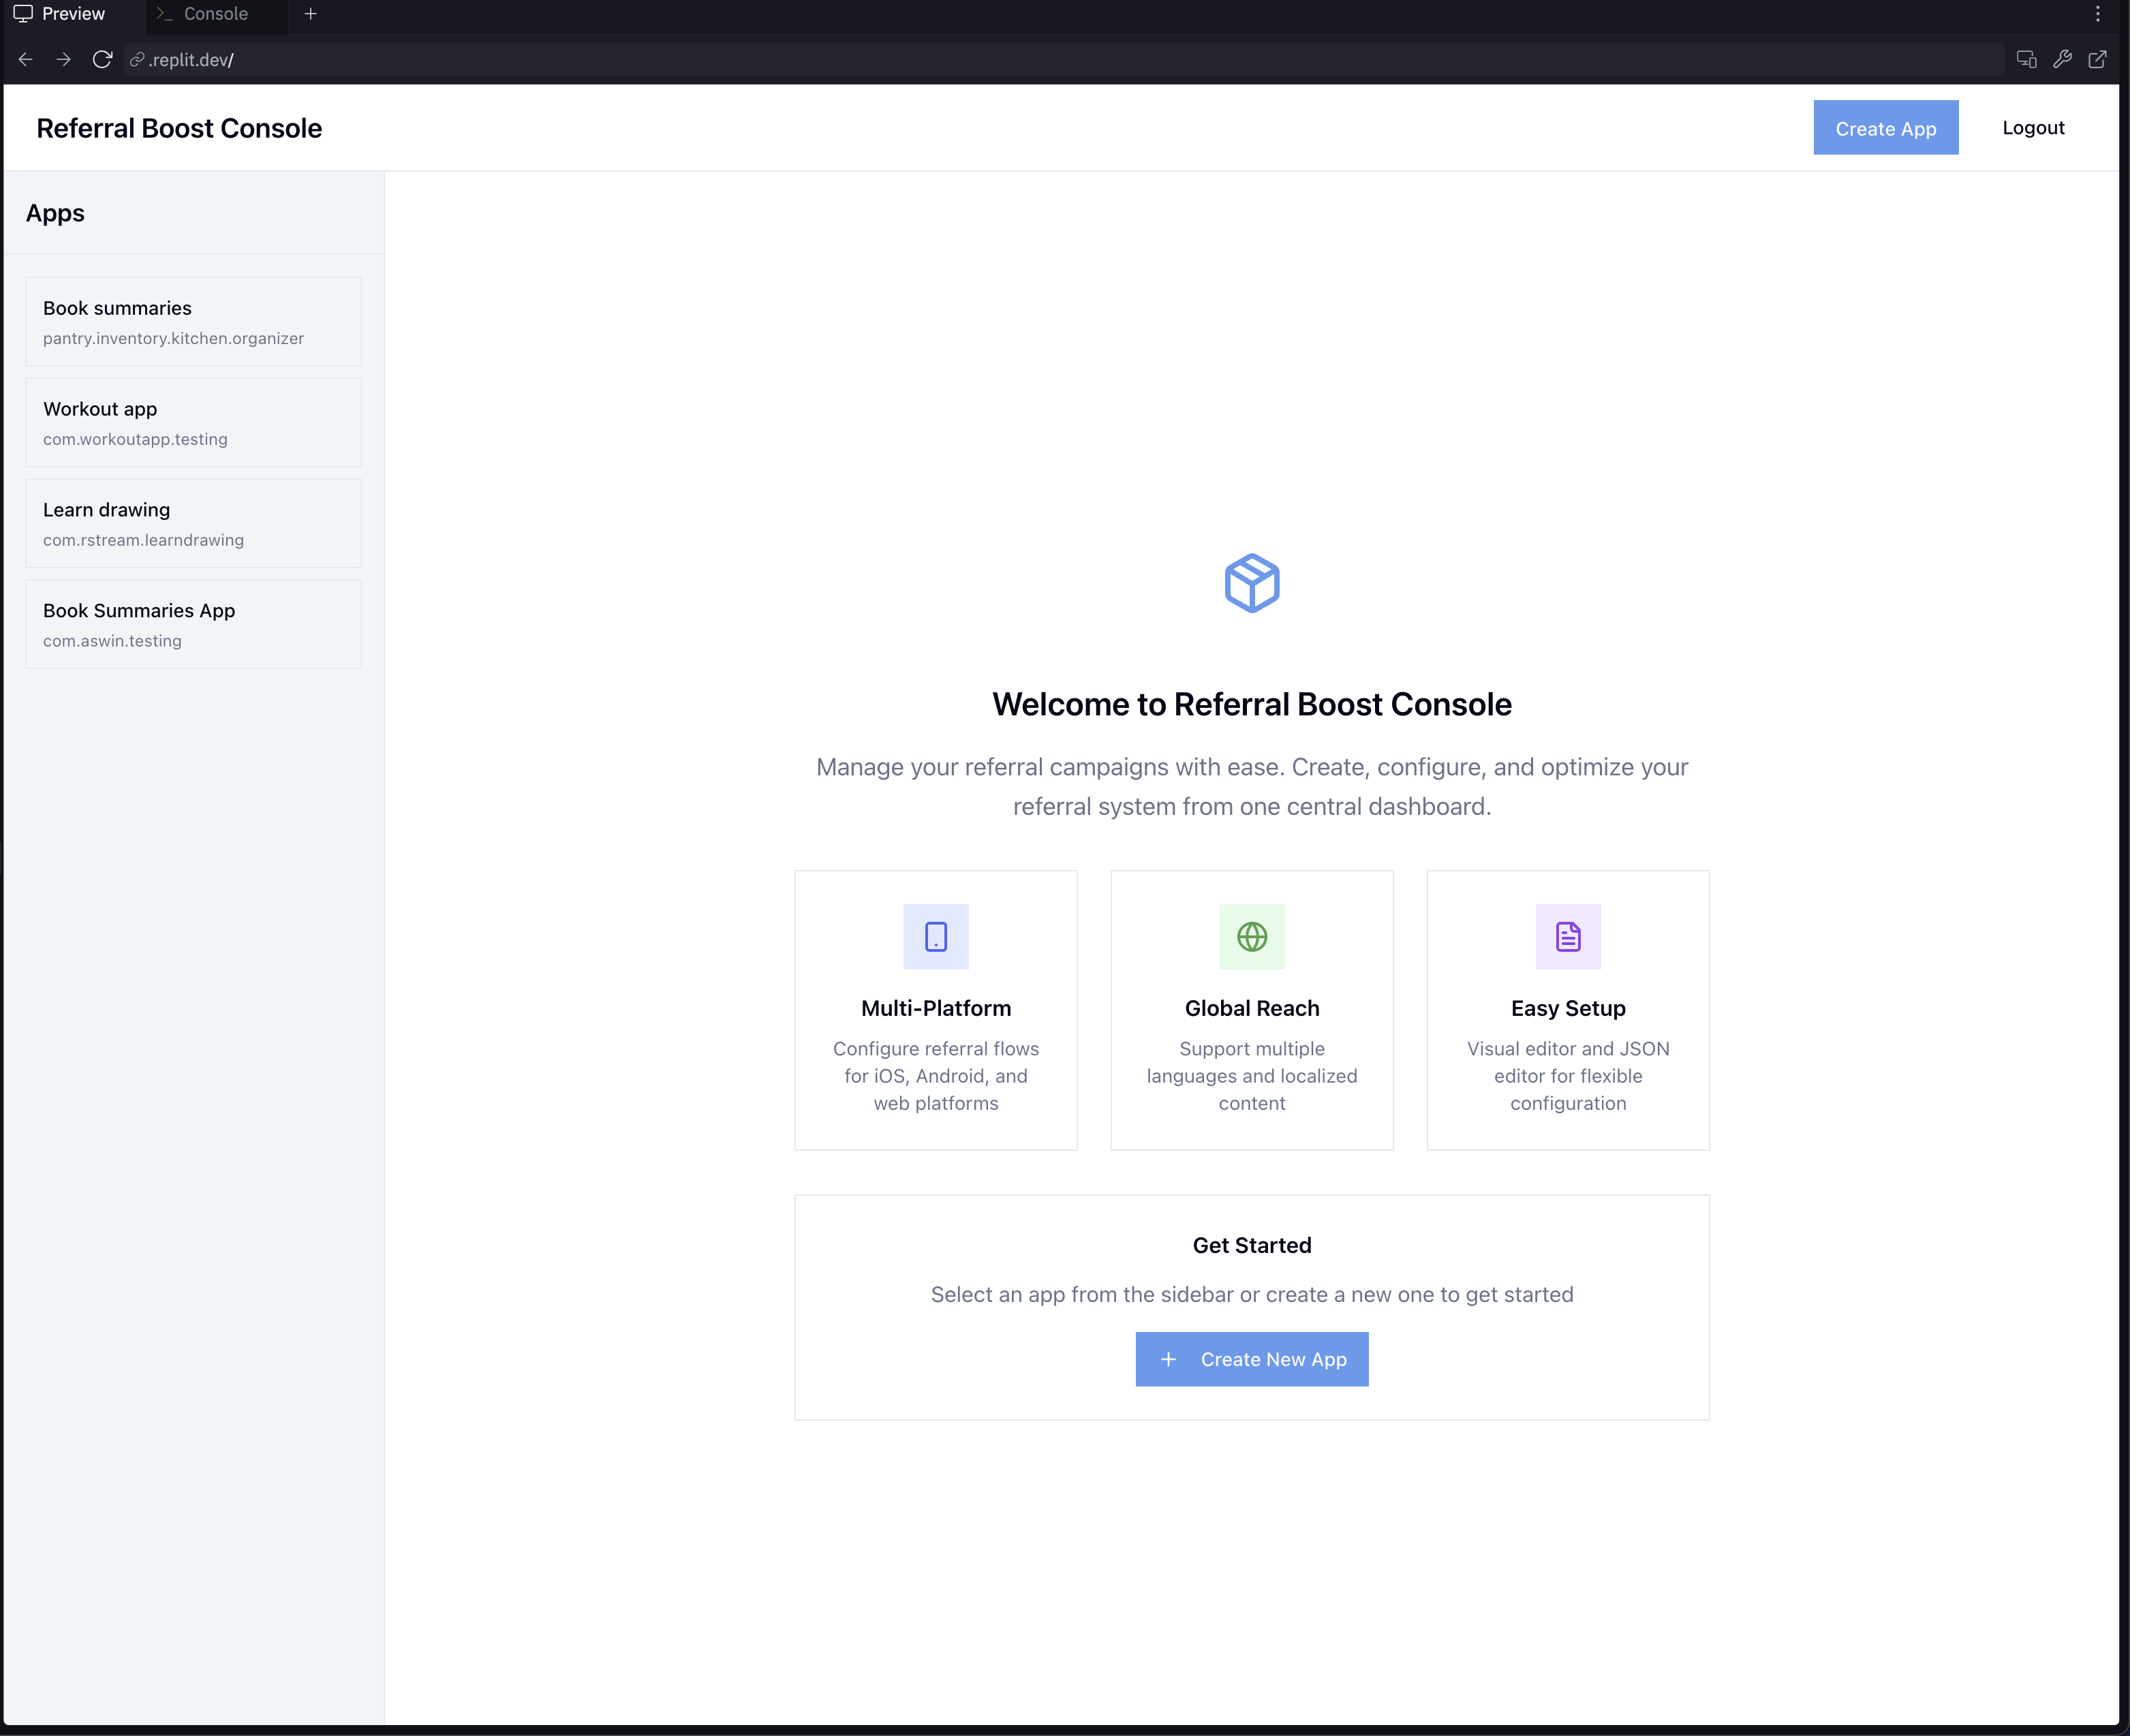 Preview
Console
.replit.dev/
Referral Boost Console
Create App
Logout
Apps
Book summaries
pantry.inventory.kitchen.organizer
Workout app
com.workoutapp.testing
Learn drawing
com.rstream.learndrawing
Book Summaries App
com.aswin.testing
Welcome to Referral Boost Console
Manage your referral campaigns with ease. Create, configure, and optimize your
referral system from one central dashboard.
Multi-Platform
Configure referral flows
for iOS, Android, and
web platforms
Global Reach
Support multiple
languages and localized
content
Easy Setup
Visual editor and JSON
editor for flexible
configuration
Get Started
Select an app from the sidebar or create a new one to get started
Create New App